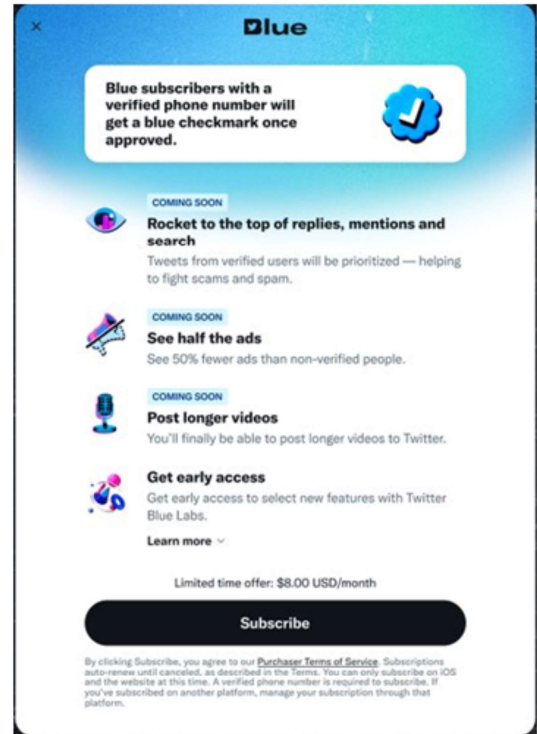 Blue
Blue subscribers with a
verified phone number will
get a blue checkmark once
approved.
COMING SOON
Rocket to the top of replies, mentions and
search
Tweets from verified users will be prioritized — helping
to fight scams and spam.
COMING SOON
See half the ads
See 50% fewer ads than non-verified people.
COMING SOON
Post longer videos
You'll finally be able to post longer videos to Twitter.
Get early access
Get early access to select new features with Twitter
Blue Labs.
Learn more
Limited time offer: $8.00 USD/month
Subscribe
By clicking Subscribe, you agree to our Purchaser Terms of Service. Subscriptions
auto-renew until canceled, as described in the Terms. You can only subscribe on iOS
and the website at this time. A verified phone number is required to subscribe. If
you've subscribed on another platform, manage your subscription through that
platform.